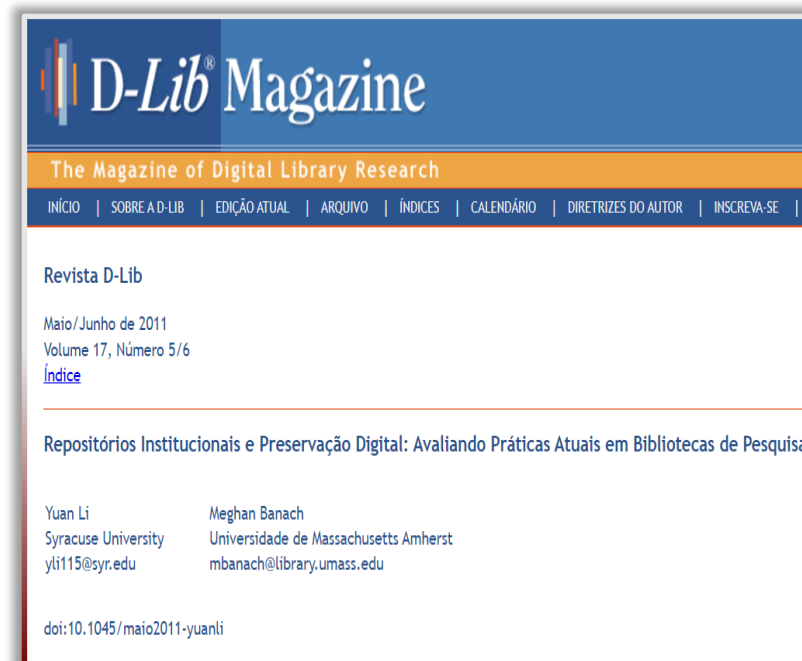 D-Lib® Magazine
The Magazine of Digital Library Research
INÍCIO | SOBRE A D-LIB | EDIÇÃO ATUAL | ARQUIVO | ÍNDICES | CALENDÁRIO | DIRETRIZES DO AUTOR | INSCREVA-SE |
Revista D-Lib
Maio/Junho de 2011
Volume 17, Número 5/6
Índice
Repositórios Institucionais e Preservação Digital: Avaliando Práticas Atuais em Bibliotecas de Pesquisa
Yuan Li Meghan Banach
Syracuse University Universidade de Massachusetts Amherst
yli115@syr.edu mbanach@library.umass.edu
doi:10.1045/maio2011-yuanli